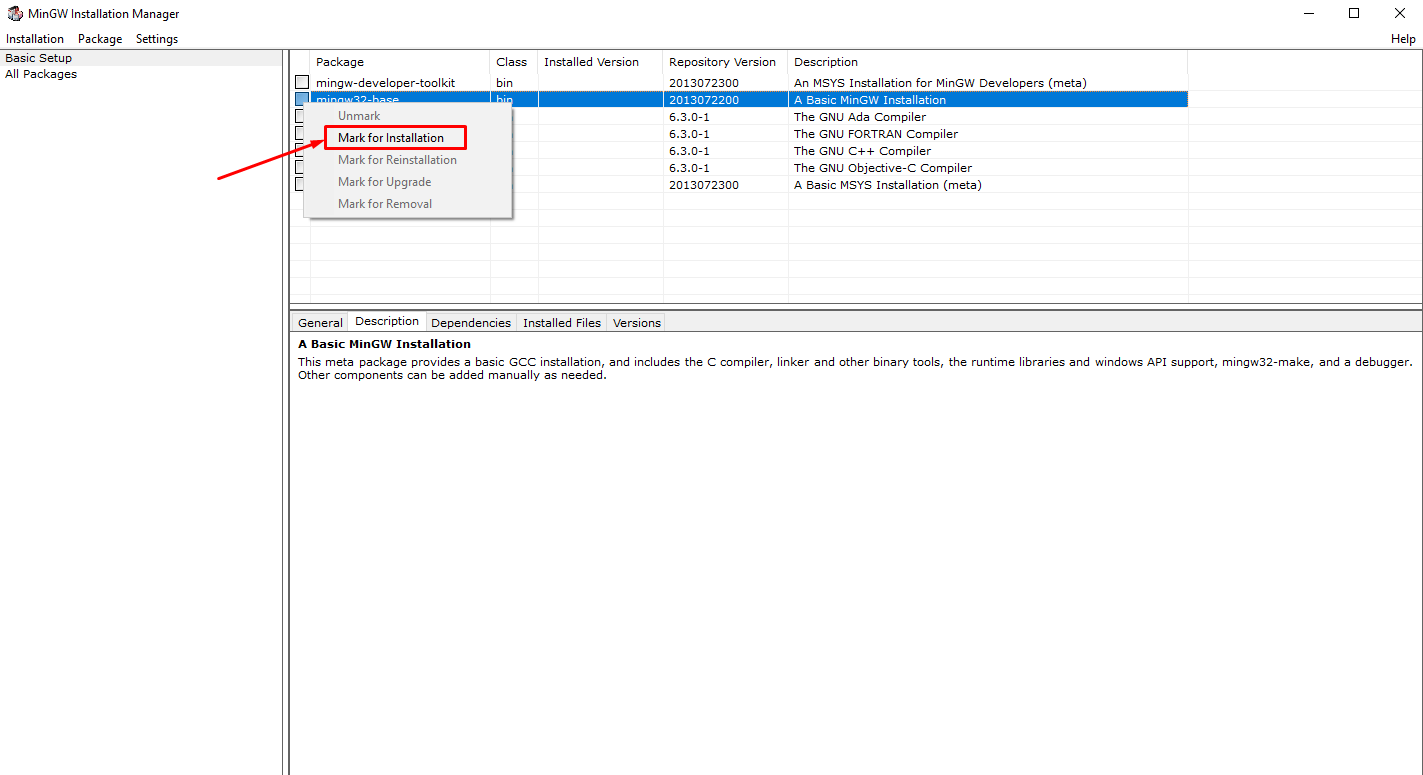 MinGW Installation Manager
Installation Package Settings Help
Basic Setup
All Packages
Package Class Installed Version Repository Version Description
mingw-developer-toolkit bin 2013072300 An MSYS Installation for MinGW Developers (meta)
mingw32-base bin 2013072200 A Basic MinGW Installation
6.3.0-1 The GNU Ada Compiler
6.3.0-1 The GNU FORTRAN Compiler
6.3.0-1 The GNU C++ Compiler
6.3.0-1 The GNU Objective-C Compiler
2013072300 A Basic MSYS Installation (meta)
Unmark
Mark for Installation
Mark for Reinstallation
Mark for Upgrade
Mark for Removal
General Description Dependencies Installed Files Versions
A Basic MinGW Installation
This meta package provides a basic GCC installation, and includes the C compiler, linker and other binary tools, the runtime libraries and windows API support, mingw32-make, and a debugger.
Other components can be added manually as needed.